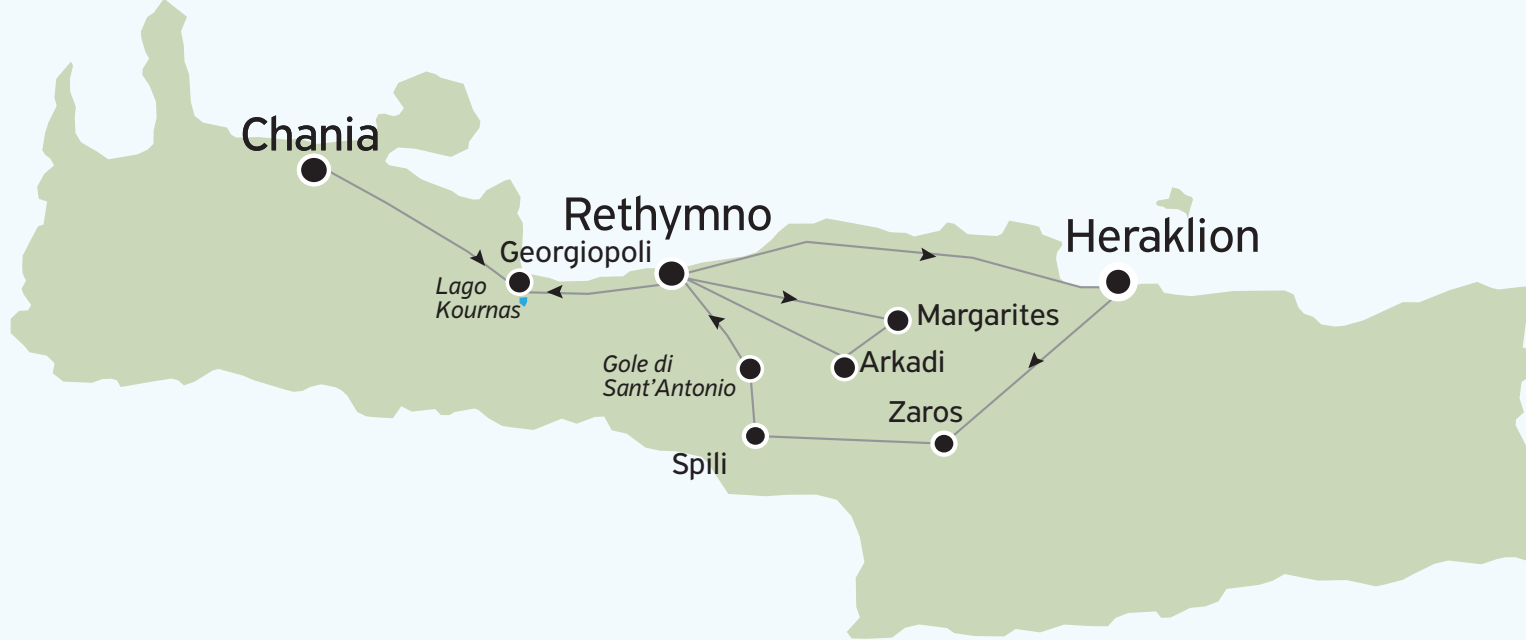 Chania
Rethymno
Heraklion
Georgiopoli
Lago
Kournas
Margarites
Gole di
Sant'Antonio
Arkadi
Zaros
Spili